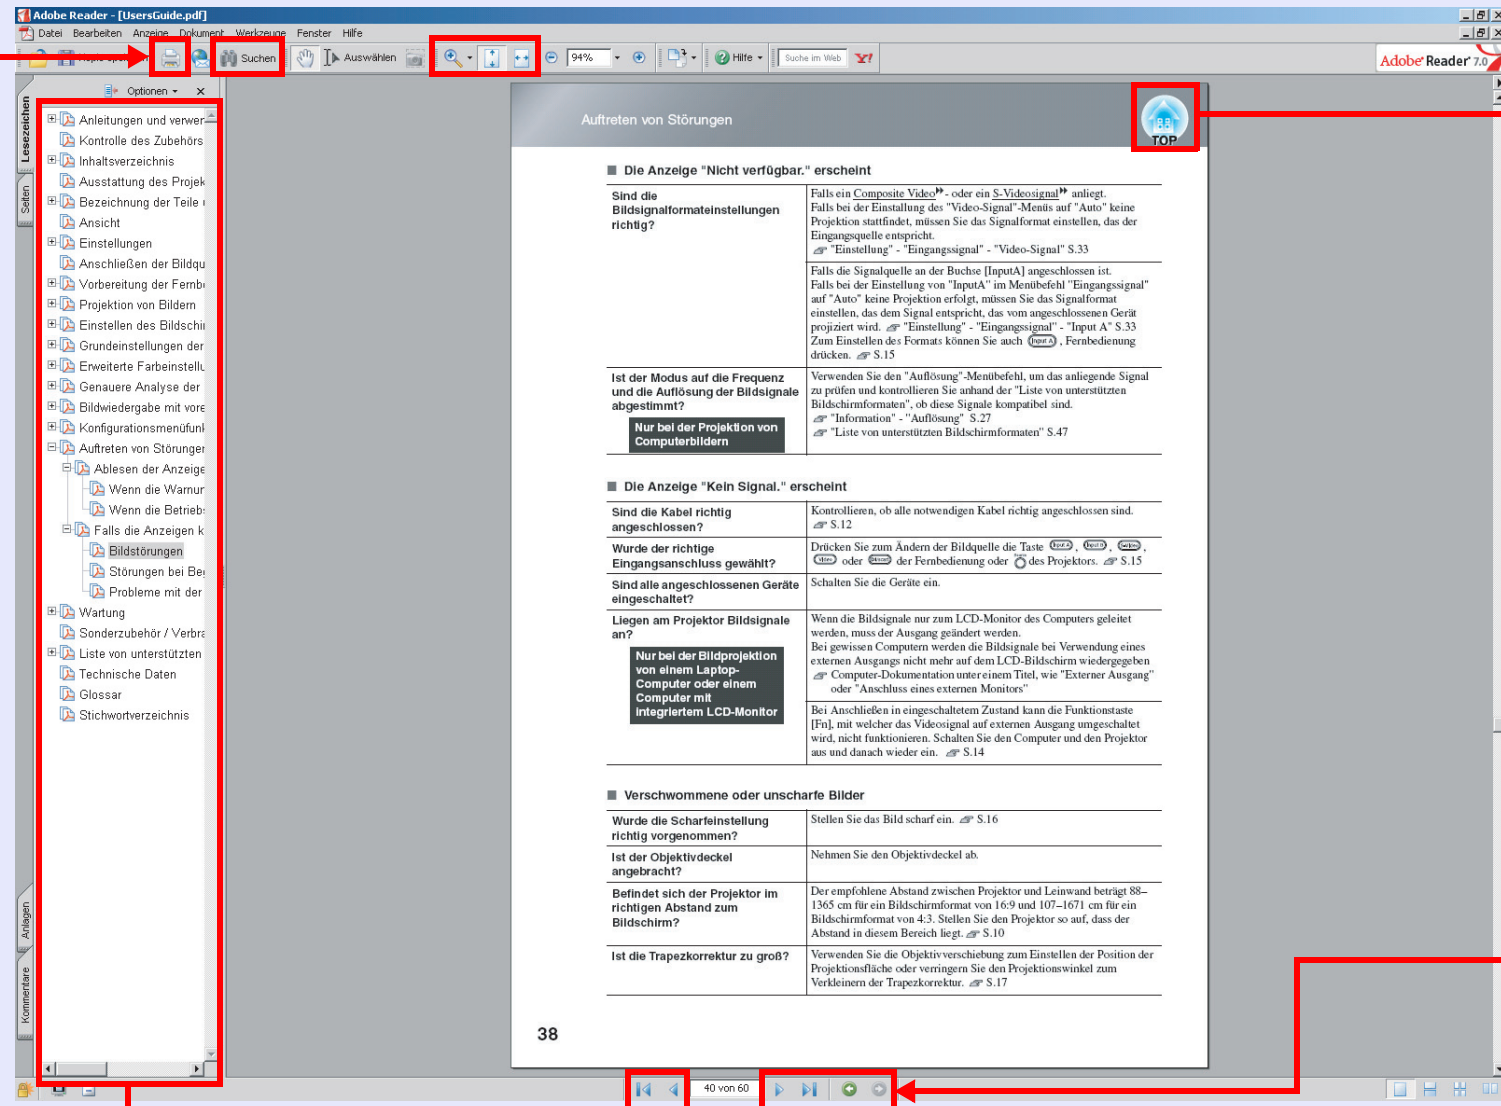 Adobe Reader - [UsersGuide.pdf]
Datei Bearbeiten Anzeige Dokument Werkzeuge Fenster Hilfe
Suchen Auswählen 94% Hilfe Suche im Web Y!
Adobe Reader 7.0
Optionen
Lesezeichen
Seiten
Anlagen
Kommentare
Anleitungen und verwer
Kontrolle des Zubehörs
Inhaltsverzeichnis
Ausstattung des Projek
Bezeichnung der Teile
Ansicht
Einstellungen
Anschließen der Bildqu
Vorbereitung der Fernb
Projektion von Bildern
Einstellen des Bildschi
Grundeinstellungen der
Erweiterte Farbeinstellu
Genauere Analyse der
Bildwiedergabe mit vore
Konfigurationsmenüfunk
Auftreten von Störunger
Ablesen der Anzeige
Wenn die Warnur
Wenn die Betriebs
Falls die Anzeigen k
Bildstörungen
Störungen bei Be
Probleme mit der
Wartung
Sonderzubehör / Verbra
Liste von unterstützten
Technische Daten
Glossar
Stichwortverzeichnis
Auftreten von Störungen
TOP
Die Anzeige "Nicht verfügbar." erscheint
Sind die
Bildsignalformateinstellungen
richtig?
Falls ein Composite Video - oder ein S-Videosignal anliegt.
Falls bei der Einstallung des "Video-Signal"-Menüs auf "Auto" keine
Projektion stattfindet, müssen Sie das Signalformat einstellen, das der
Eingangsquelle entspricht.
"Einstellung" - "Eingangssignal" - "Video-Signal" S.33
Falls die Signalquelle an der Buchse [InputA] angeschlossen ist.
Falls bei der Einstellung von "InputA" im Menübefehl "Eingangssignal"
auf "Auto" keine Projektion erfolgt, müssen Sie das Signalformat
einstellen, das dem Signal entspricht, das vom angeschlossenen Gerät
projiziert wird. "Einstellung" - "Eingangssignal" - "Input A" S.33
Zum Einstellen des Formats können Sie auch Input A , Fernbedienung
drücken. S.15
Ist der Modus auf die Frequenz
und die Auflösung der Bildsignale
abgestimmt?
Nur bei der Projektion von
Computerbildern
Verwenden Sie den "Auflösung"-Menübefehl, um das anliegende Signal
zu prüfen und kontrollieren Sie anhand der "Liste von unterstützten
Bildschirmformaten", ob diese Signale kompatibel sind.
"Information" - "Auflösung" S.27
"Liste von unterstützten Bildschirmformaten" S.47
Die Anzeige "Kein Signal." erscheint
Sind die Kabel richtig
angeschlossen?
Kontrollieren, ob alle notwendigen Kabel richtig angeschlossen sind.
S.12
Wurde der richtige
Eingangsanschluss gewählt?
Drücken Sie zum Ändern der Bildquelle die Taste Input A , Input B , S-Video ,
Video oder der Fernbedienung oder des Projektors. S.15
Sind alle angeschlossenen Geräte
eingeschaltet?
Schalten Sie die Geräte ein.
Liegen am Projektor Bildsignale
an?
Nur bei der Bildprojektion
von einem Laptop-
Computer oder einem
Computer mit
integriertem LCD-Monitor
Wenn die Bildsignale nur zum LCD-Monitor des Computers geleitet
werden, muss der Ausgang geändert werden.
Bei gewissen Computern werden die Bildsignale bei Verwendung eines
externen Ausgangs nicht mehr auf dem LCD-Bildschirm wiedergegeben
Computer-Dokumentation unter einem Titel, wie "Externer Ausgang"
oder "Anschluss eines externen Monitors"
Bei Anschließen in eingeschaltetem Zustand kann die Funktionstaste
[Fn], mit welcher das Videosignal auf externen Ausgang umgeschaltet
wird, nicht funktionieren. Schalten Sie den Computer und den Projektor
aus und danach wieder ein. S.14
Verschwommene oder unscharfe Bilder
Wurde die Scharfeinstellung
richtig vorgenommen?
Stellen Sie das Bild scharf ein. S.16
Ist der Objektivdeckel
angebracht?
Nehmen Sie den Objektivdeckel ab.
Befindet sich der Projektor im
richtigen Abstand zum
Bildschirm?
Der empfohlene Abstand zwischen Projektor und Leinwand beträgt 88–
1365 cm für ein Bildschirmformat von 16:9 und 107–1671 cm für ein
Bildschirmformat von 4:3. Stellen Sie den Projektor so auf, dass der
Abstand in diesem Bereich liegt. S.10
Ist die Trapezkorrektur zu groß?
Verwenden Sie die Objektivverschiebung zum Einstellen der Position der
Projektionsfläche oder verringern Sie den Projektionswinkel zum
Verkleinern der Trapezkorrektur. S.17
38
40 von 60